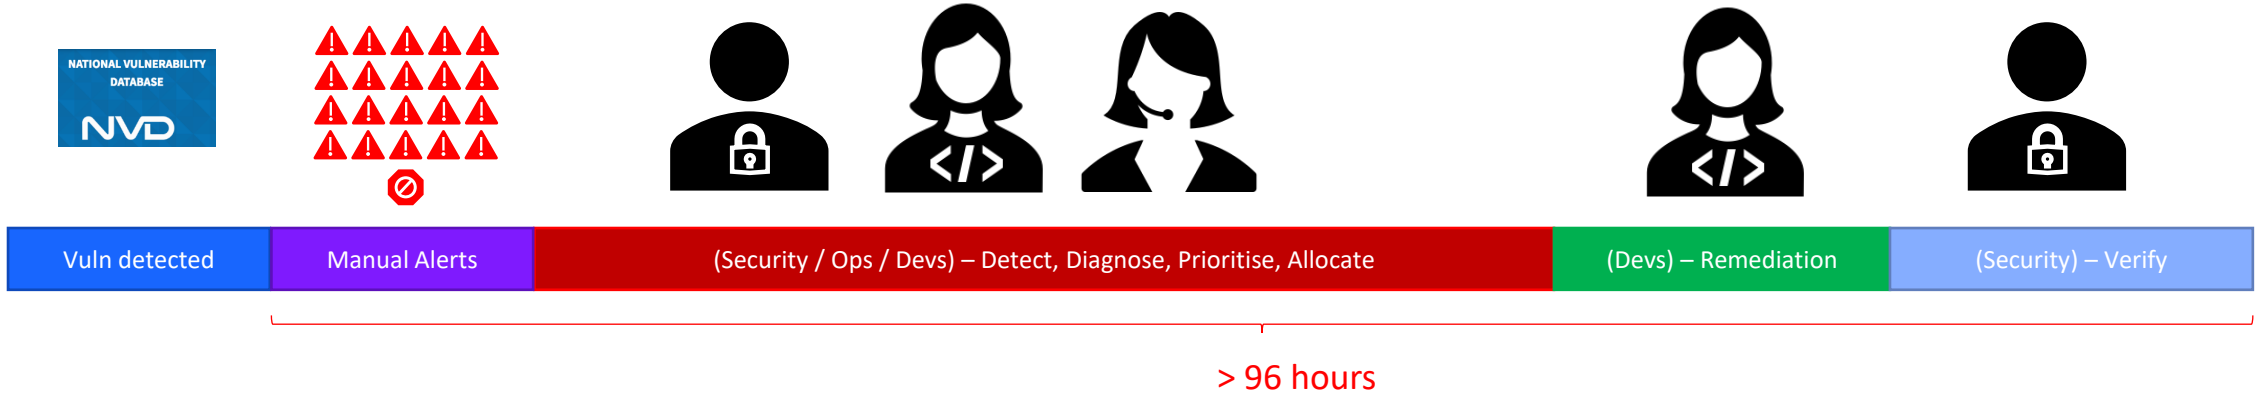 NATIONAL VULNERABILITY
DATABASE
NVD
</>
</>
Vuln detected
Manual Alerts
(Security / Ops / Devs) – Detect, Diagnose, Prioritise, Allocate
(Devs) – Remediation
(Security) – Verify
> 96 hours